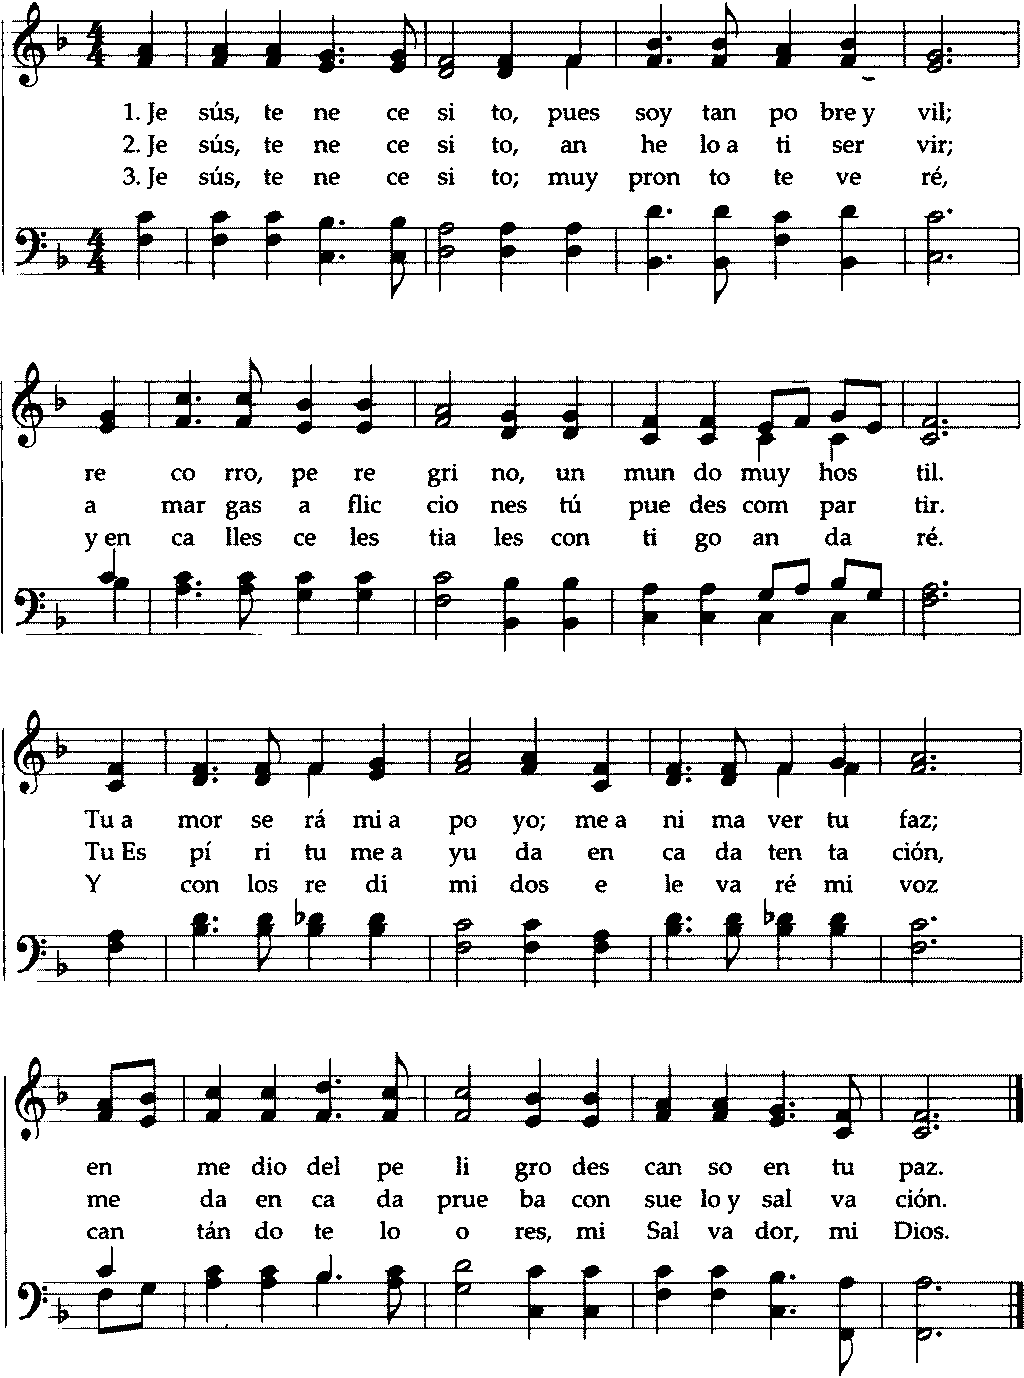 1. Je sús, te ne ce si to, pues soy tan po bre y vil;
2. Je sús, te ne ce si to, an he lo a ti ser vir;
3. Je sús, te ne ce si to; muy pron to te ve ré,
re co rro, pe re gri no, un mun do muy hos til.
a mar gas a flic cio nes tú pue des com par tir.
y en ca lles ce les tia les con ti go an da ré.
Tu a mor se rá mi a po yo; me a ni ma ver tu faz;
Tu Es pí ri tu me a yu da en ca da ten ta ción,
Y con los re di mi dos e le va ré mi voz
en me dio del pe li gro des can so en tu paz.
me da en ca da prue ba con sue lo y sal va ción.
can tán do te lo o res, mi Sal va dor, mi Dios.